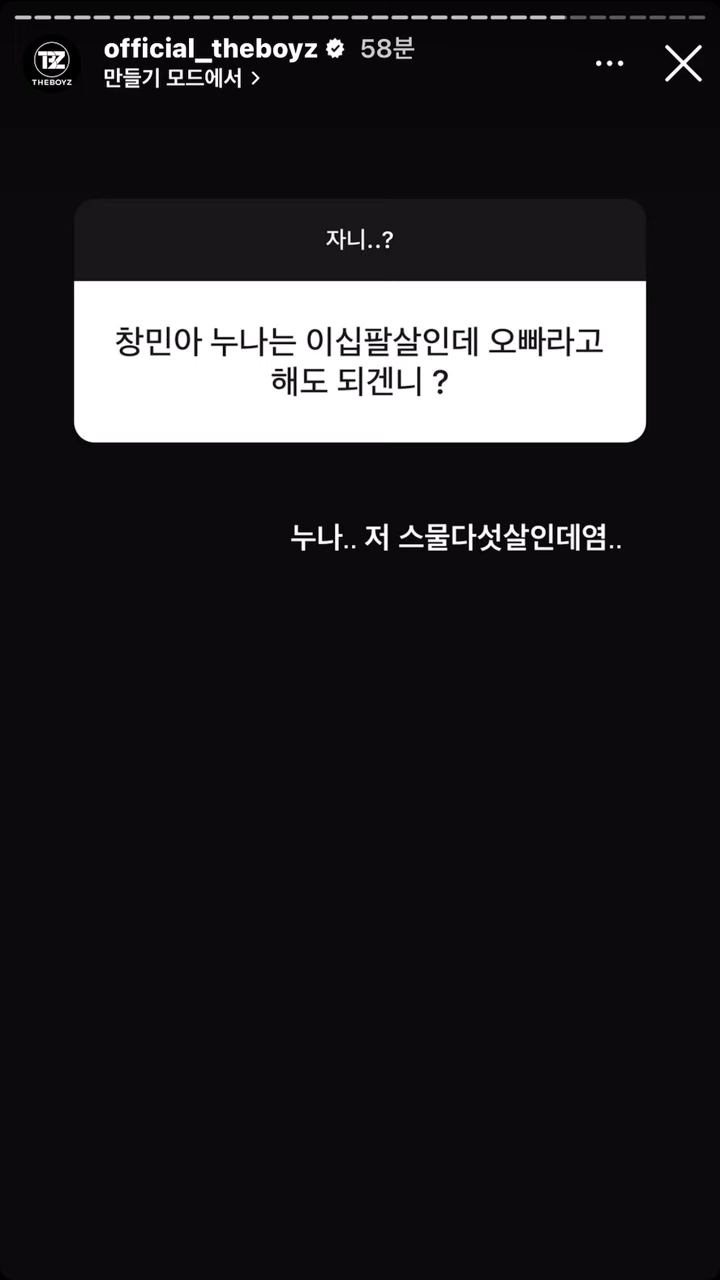 official_theboyz 58분
만들기 모드에서
TBZ
THEBOYZ
자니..?
창민아 누나는 이십팔살인데 오빠라고
해도 되겐니 ?
누나.. 저 스물다섯살인데염..